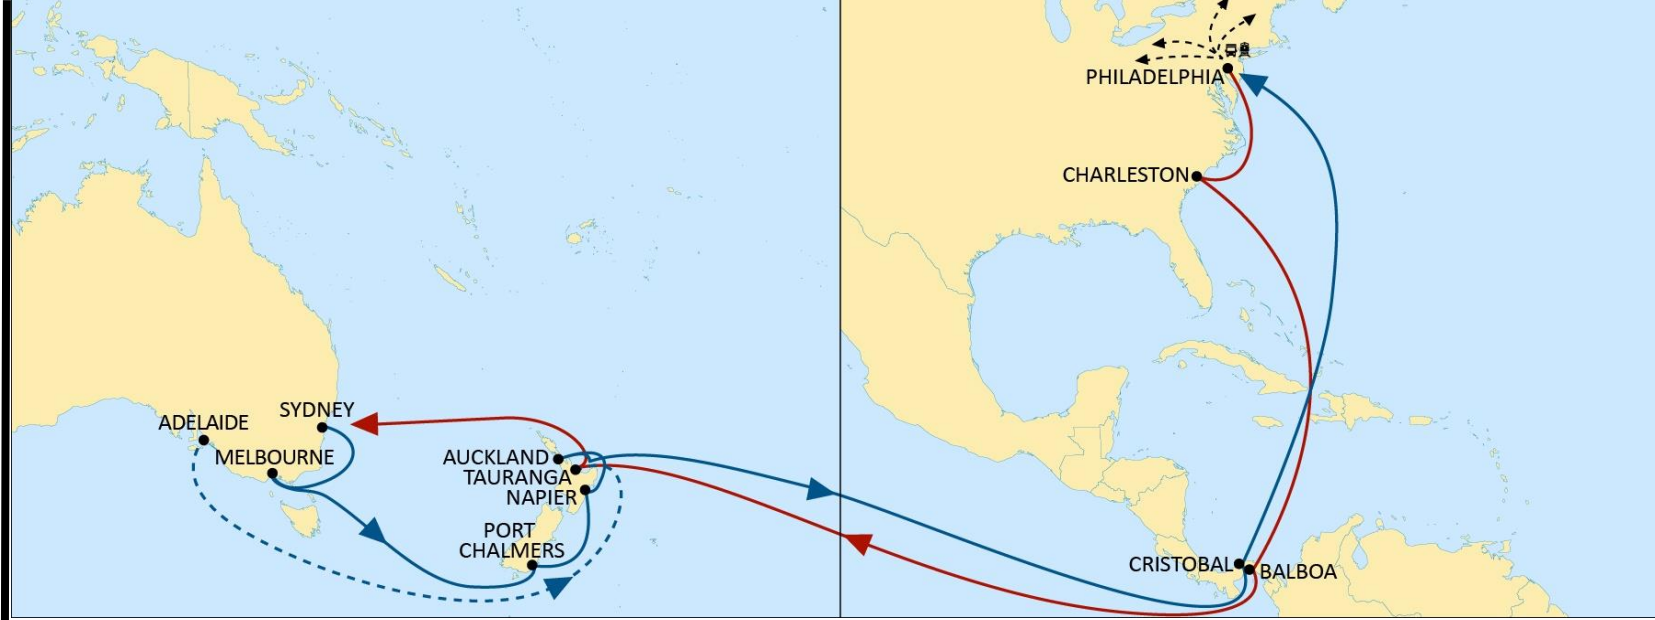 PHILADELPHIA
CHARLESTON
SYDNEY
ADELAIDE
MELBOURNE
AUCKLAND
TAURANGA
NAPIER
PORT
CHALMERS
CRISTOBAL
BALBOA